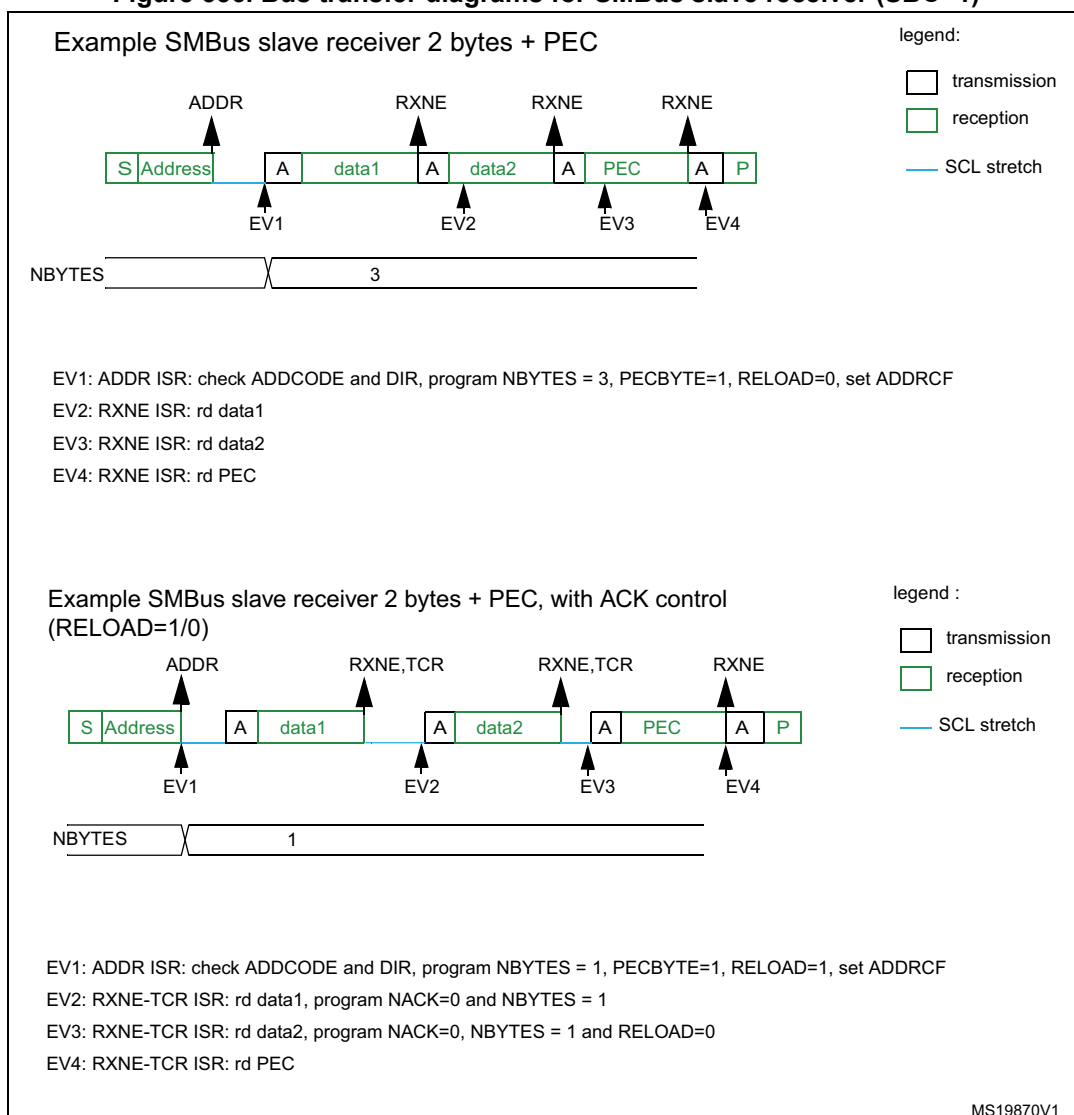 Example SMBus slave receiver 2 bytes + PEC
legend:
transmission
reception
SCL stretch
ADDR RXNE RXNE RXNE
S Address A data1 A data2 A PEC A P
EV1 EV2 EV3 EV4
NBYTES 3
EV1: ADDR ISR: check ADDCODE and DIR, program NBYTES = 3, PECBYTE=1, RELOAD=0, set ADDRCF
EV2: RXNE ISR: rd data1
EV3: RXNE ISR: rd data2
EV4: RXNE ISR: rd PEC
Example SMBus slave receiver 2 bytes + PEC, with ACK control
(RELOAD=1/0)
legend :
transmission
reception
SCL stretch
ADDR RXNE,TCR RXNE,TCR RXNE
S Address A data1 A data2 A PEC A P
EV1 EV2 EV3 EV4
NBYTES 1
EV1: ADDR ISR: check ADDCODE and DIR, program NBYTES = 1, PECBYTE=1, RELOAD=1, set ADDRCF
EV2: RXNE-TCR ISR: rd data1, program NACK=0 and NBYTES = 1
EV3: RXNE-TCR ISR: rd data2, program NACK=0, NBYTES = 1 and RELOAD=0
EV4: RXNE-TCR ISR: rd PEC
MS19870V1